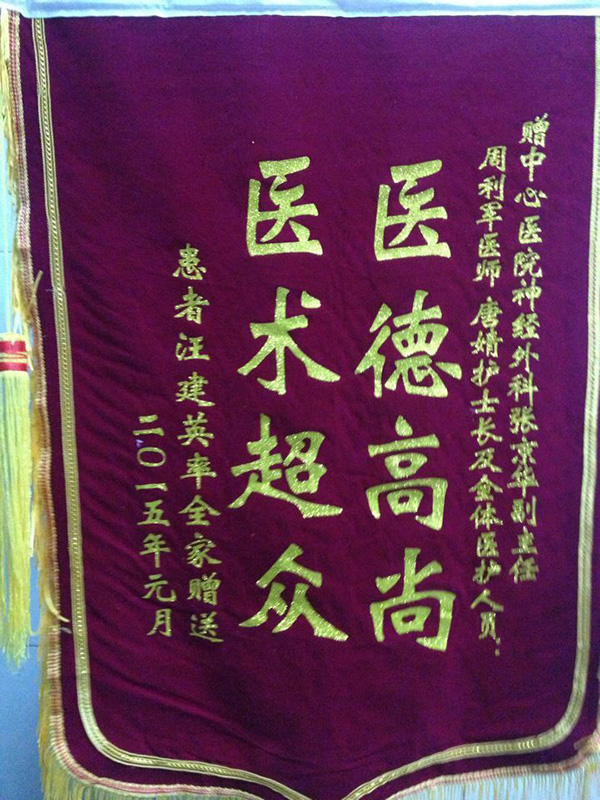 赠中心医院神经外科张京华副主任
周利军医师 唐婧护士长及全体医护人员：
医德高尚
医术超众
患者汪建英率全家赠送
二〇一五年元月